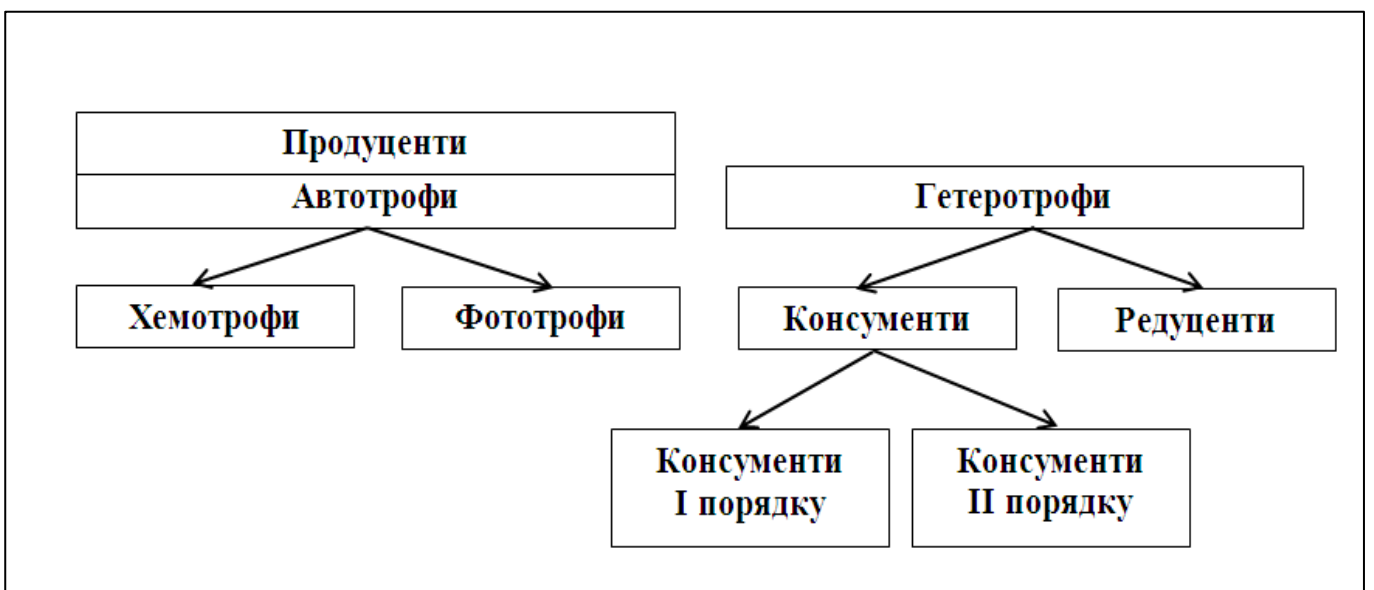 Продуценти
Автотрофи
Гетеротрофи
Хемотрофи
Фототрофи
Консументи
Редуценти
Консументи
І порядку
Консументи
ІІ порядку